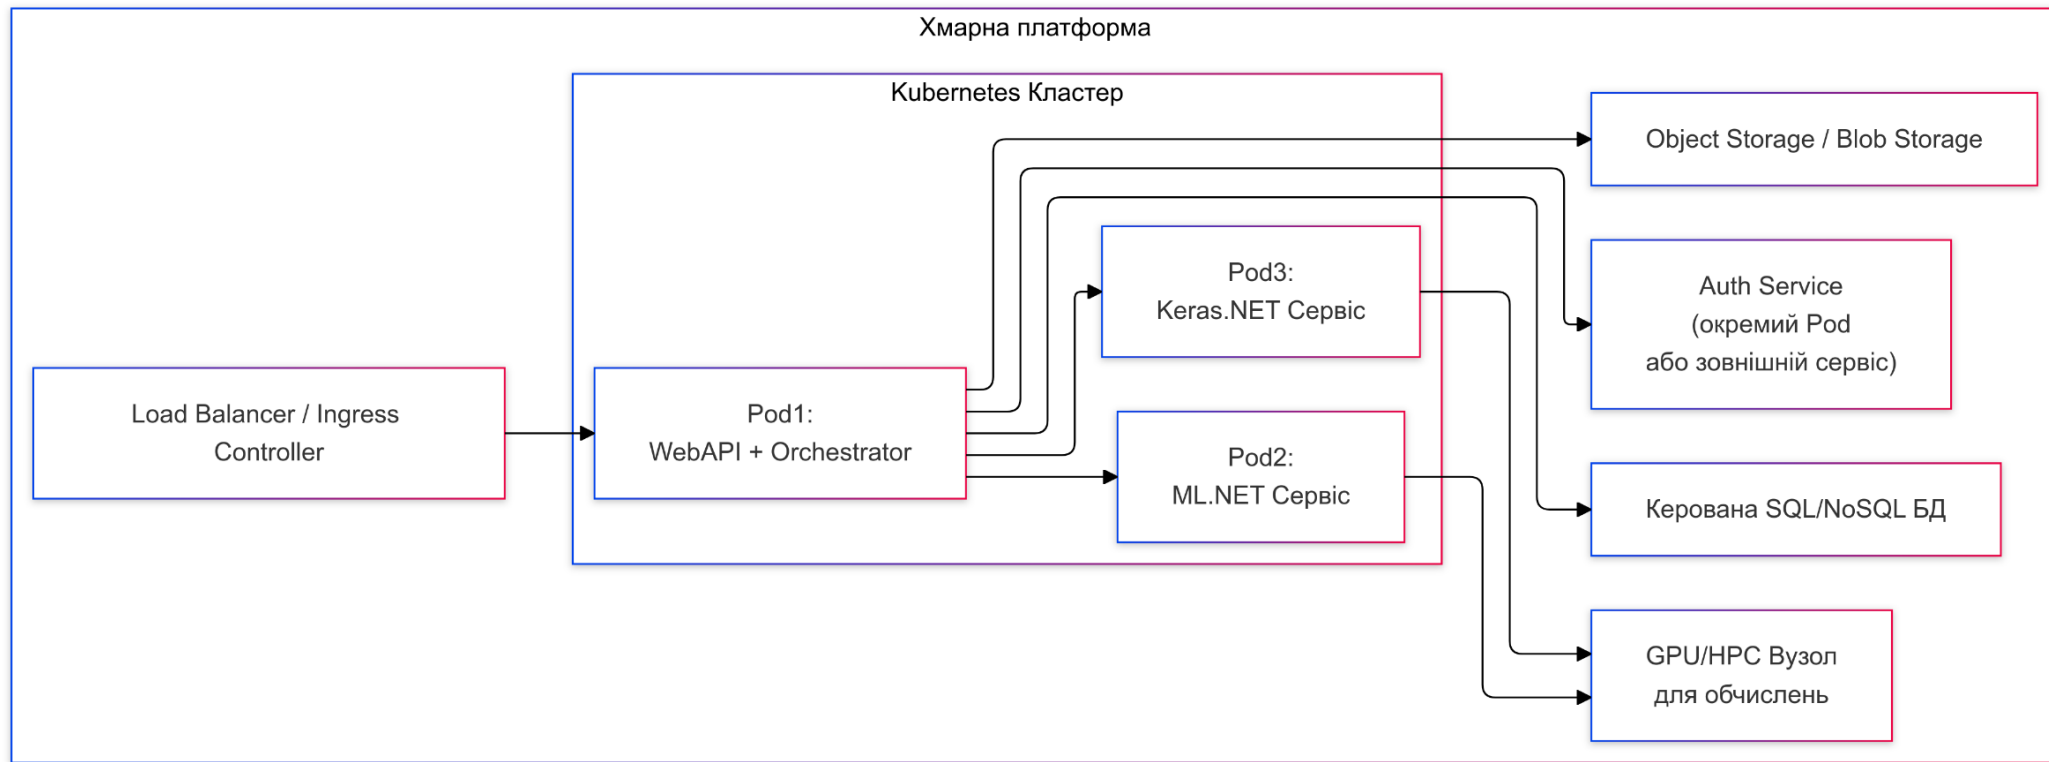 Хмарна платформа
Kubernetes Кластер
Object Storage / Blob Storage
Auth Service
(окремий Pod
або зовнішній сервіс)
Pod3:
Keras.NET Сервіс
Load Balancer / Ingress
Controller
Pod1:
WebAPI + Orchestrator
Pod2:
ML.NET Сервіс
Керована SQL/NoSQL БД
GPU/HPC Вузол
для обчислень